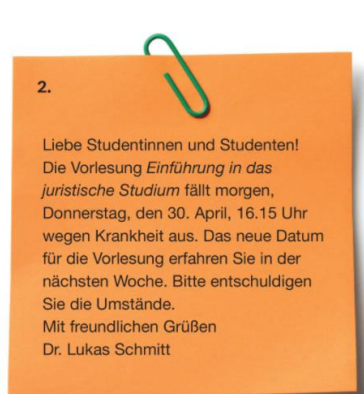 2.
Liebe Studentinnen und Studenten!
Die Vorlesung Einführung in das
juristische Studium fällt morgen,
Donnerstag, den 30. April, 16.15 Uhr
wegen Krankheit aus. Das neue Datum
für die Vorlesung erfahren Sie in der
nächsten Woche. Bitte entschuldigen
Sie die Umstände.
Mit freundlichen Grüßen
Dr. Lukas Schmitt